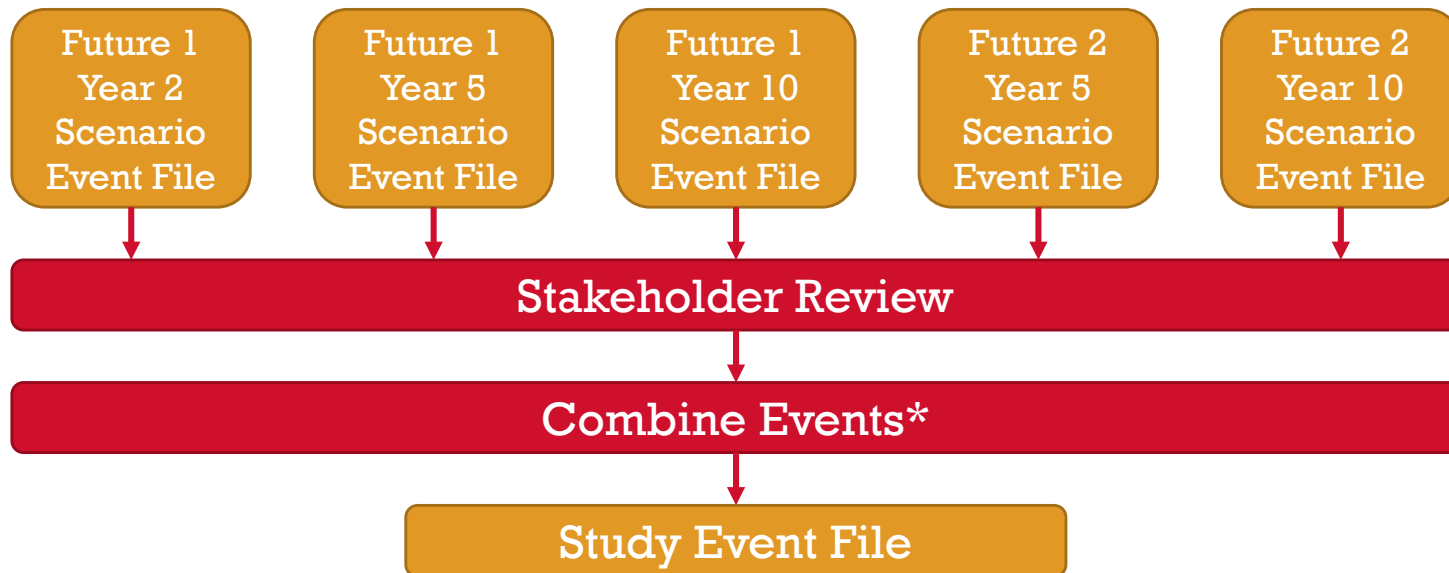 Future 1
Year 2
Scenario
Event File
Future 1
Year 5
Scenario
Event File
Future 1
Year 10
Scenario
Event File
Future 2
Year 5
Scenario
Event File
Future 2
Year 10
Scenario
Event File
Stakeholder Review
Combine Events*
Study Event File